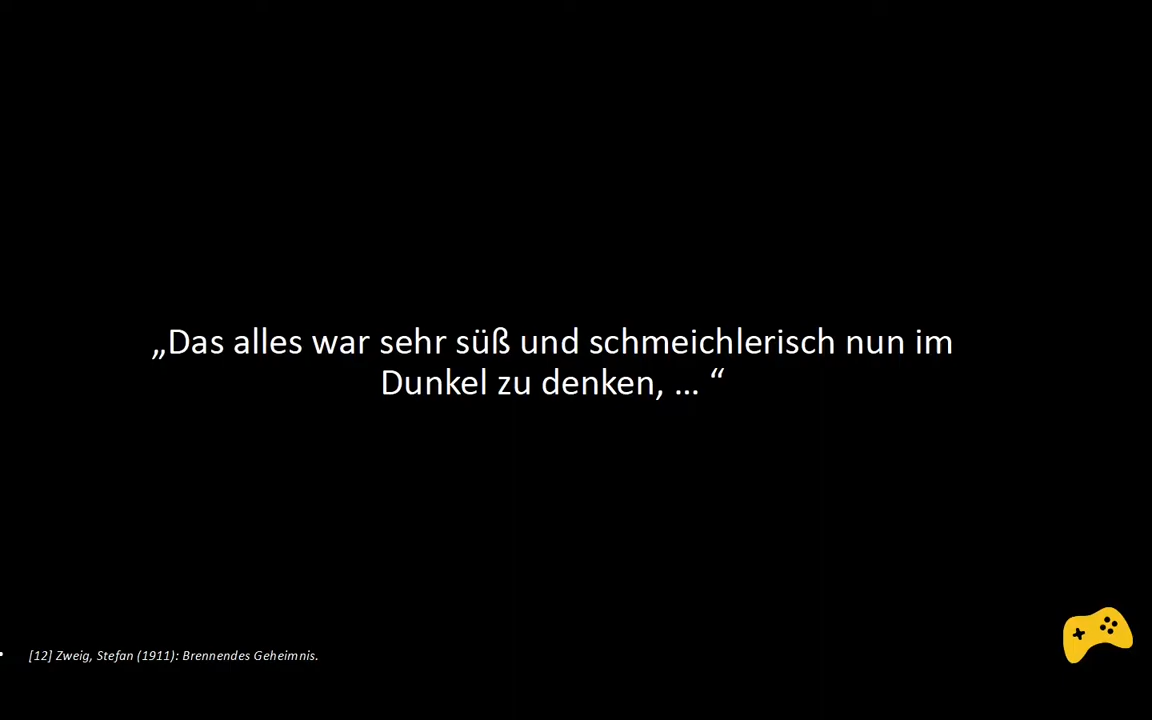 „Das alles war sehr süß und schmeichlerisch nun im
Dunkel zu denken, … “
• [12] Zweig, Stefan (1911): Brennendes Geheimnis.